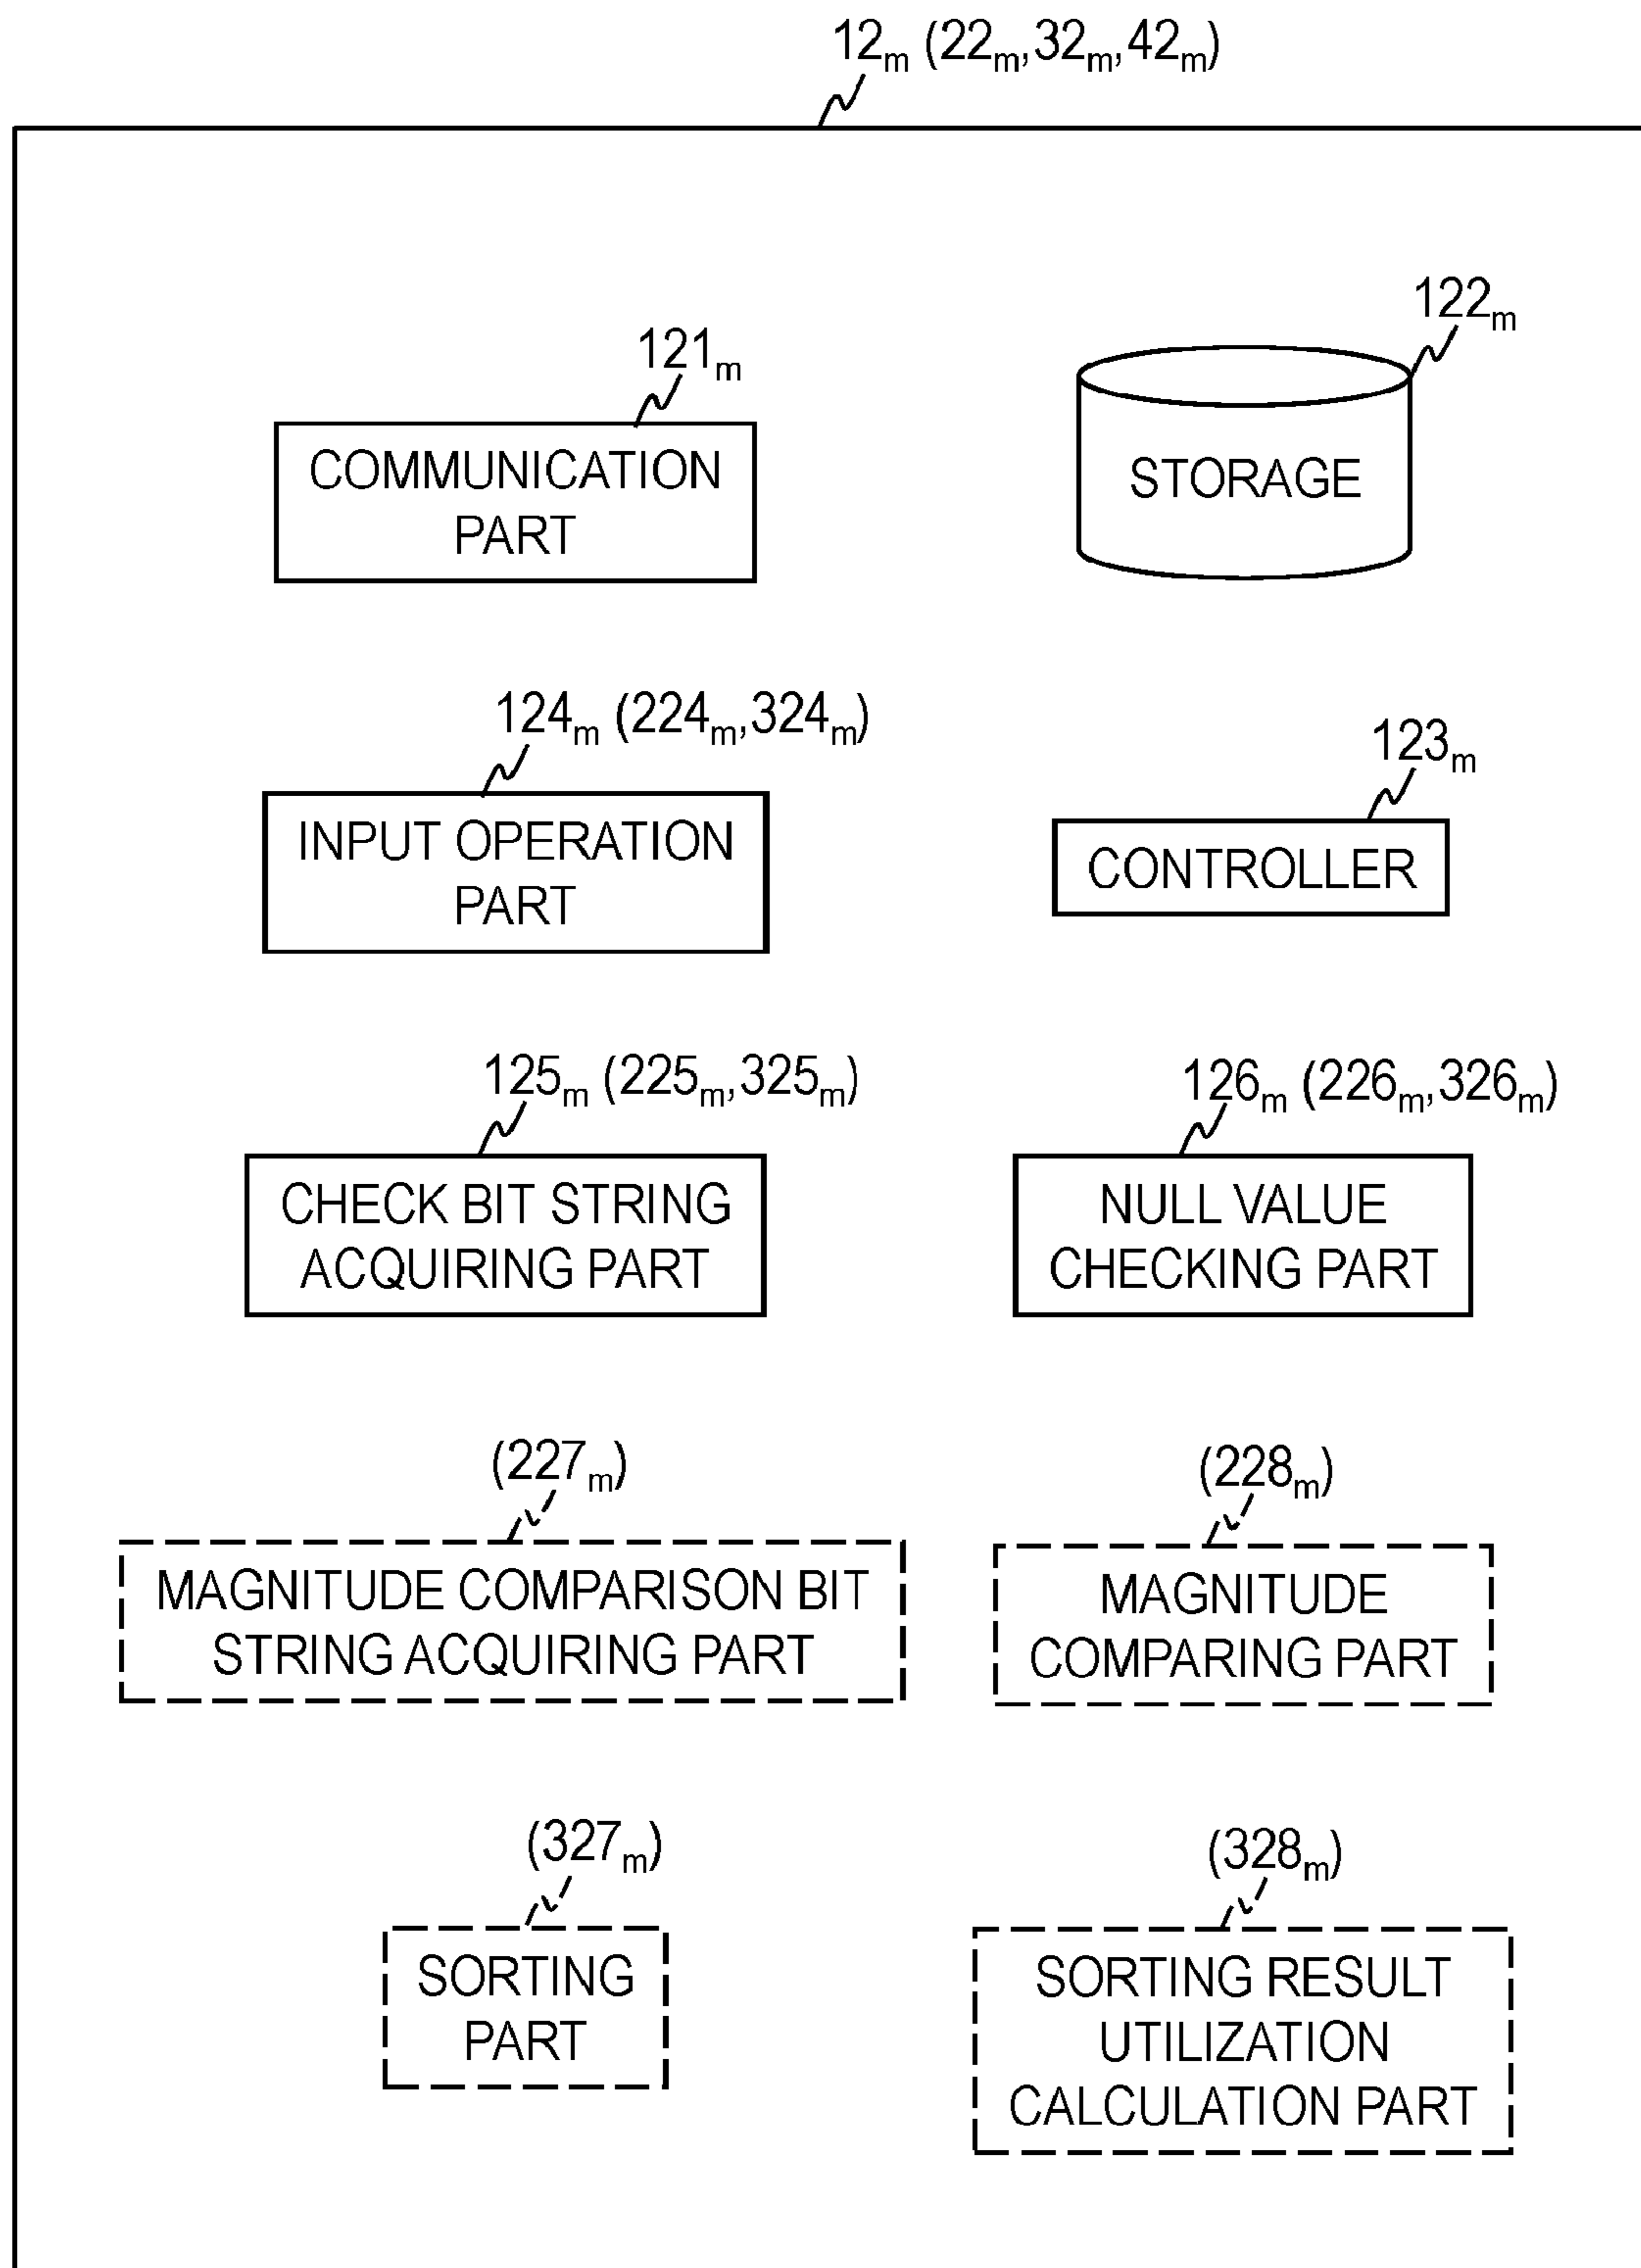 12m (22m,32m,42m)
121m
COMMUNICATION
PART
122m
STORAGE
124m (224m,324m)
INPUT OPERATION
PART
123m
CONTROLLER
125m (225m,325m)
CHECK BIT STRING
ACQUIRING PART
126m (226m,326m)
NULL VALUE
CHECKING PART
(227m)
MAGNITUDE COMPARISON BIT
STRING ACQUIRING PART
(228m)
MAGNITUDE
COMPARING PART
(327m)
SORTING
PART
(328m)
SORTING RESULT
UTILIZATION
CALCULATION PART